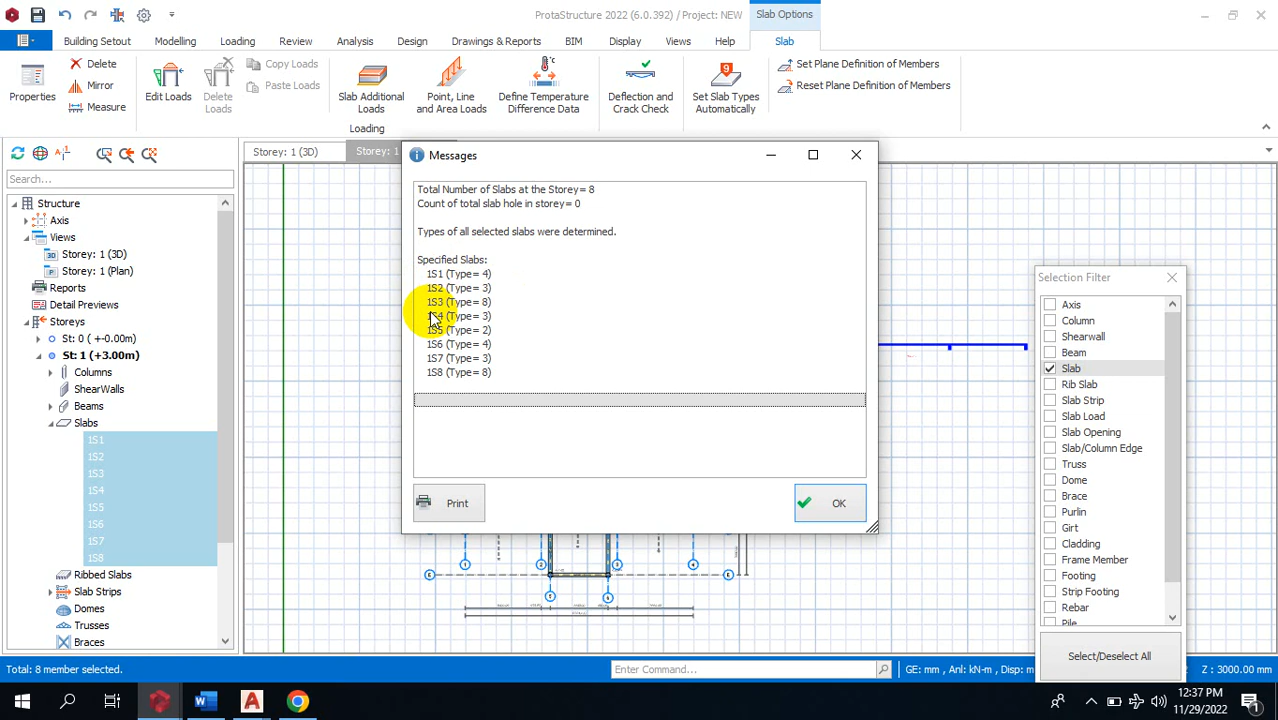 ProtaStructure 2022 (6.0.392) / Project: NEW
Slab Options
Building Setout
Modelling
Loading
Review
Analysis
Design
Drawings & Reports
BIM
Display
Views
Help
Slab
Properties
Delete
Mirror
Measure
Edit Loads
Delete Loads
Copy Loads
Paste Loads
Slab Additional Loads
Point, Line and Area Loads
Define Temperature Difference Data
Deflection and Crack Check
Set Slab Types Automatically
Set Plane Definition of Members
Reset Plane Definition of Members
Loading
Storey: 1 (3D)
Storey: 1
Search...
Structure
Axis
Views
Storey: 1 (3D)
Storey: 1 (Plan)
Reports
Detail Previews
Storeys
St: 0 ( +-0.00m)
St: 1 (+3.00m)
Columns
ShearWalls
Beams
Slabs
1S1
1S2
1S3
1S4
1S5
1S6
1S7
1S8
Ribbed Slabs
Slab Strips
Domes
Trusses
Braces
Messages
Total Number of Slabs at the Storey= 8
Count of total slab hole in storey= 0
Types of all selected slabs were determined.
Specified Slabs:
1S1 (Type= 4)
1S2 (Type= 3)
1S3 (Type= 8)
1S4 (Type= 3)
1S5 (Type= 2)
1S6 (Type= 4)
1S7 (Type= 3)
1S8 (Type= 8)
Print
OK
Selection Filter
Axis
Column
Shearwall
Beam
Slab
Rib Slab
Slab Strip
Slab Load
Slab Opening
Slab/Column Edge
Truss
Dome
Brace
Purlin
Girt
Cladding
Frame Member
Footing
Strip Footing
Rebar
Pile
Select/Deselect All
1
2
3
4
Total: 8 member selected.
Enter Command...
GE: mm , Anl: kN-m , Disp: m
Z : 3000.00 mm
12:37 PM
11/29/2022